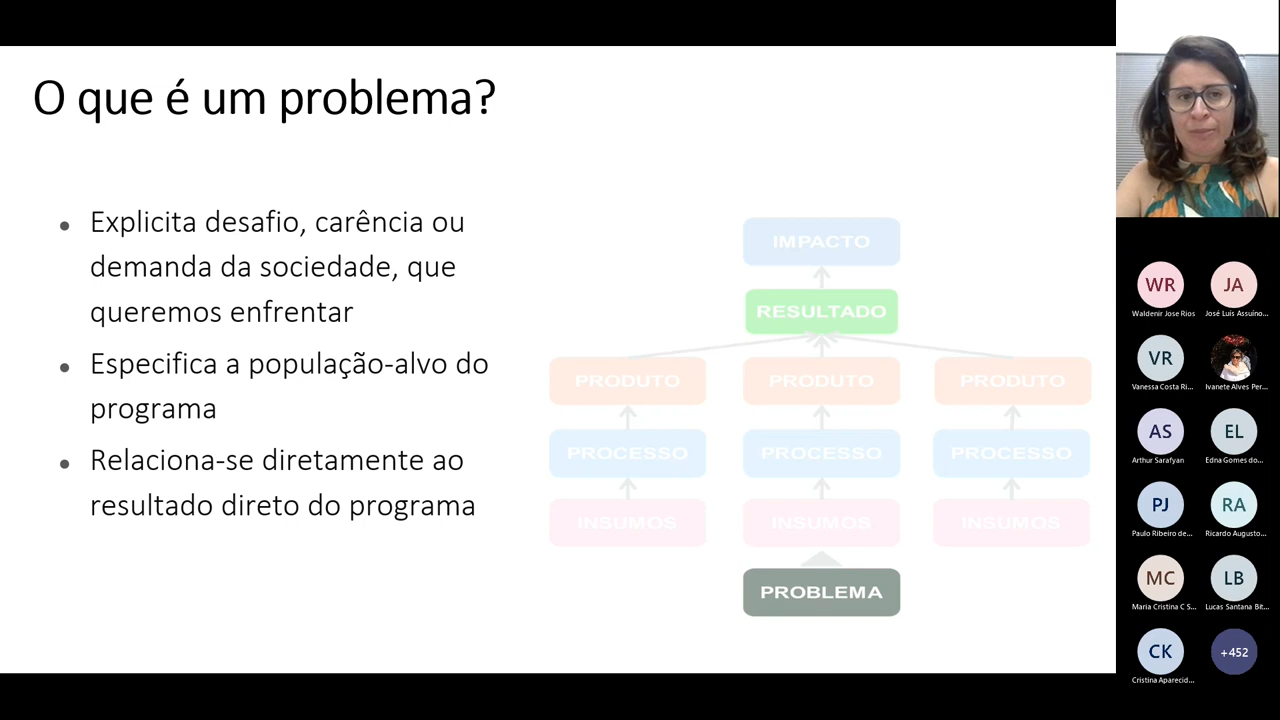 O que é um problema?
Explicita desafio, carência ou
demanda da sociedade, que
queremos enfrentar
Especifica a população-alvo do
programa
Relaciona-se diretamente ao
resultado direto do programa
IMPACTO
RESULTADO
PRODUTO PRODUTO PRODUTO
PROCESSO PROCESSO PROCESSO
INSUMOS INSUMOS INSUMOS
PROBLEMA
WR JA
Waldenir Jose Rios José Luís Assuino...
VR
Vanessa Costa Ri... Ivanete Alves Per...
AS EL
Arthur Sarafyan Edna Gomes do...
PJ RA
Paulo Ribeiro de... Ricardo Augusto...
MC LB
Maria Cristina C S... Lucas Santana Bit...
CK +452
Cristina Aparecid...